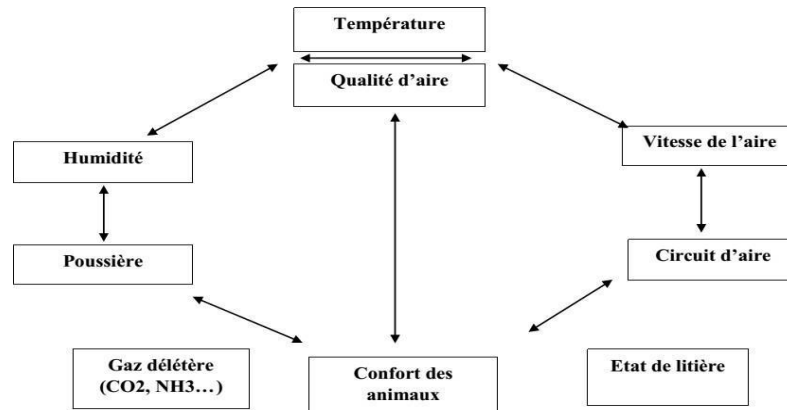 Température
Qualité d'aire
Humidité
Vitesse de l'aire
Poussière
Circuit d'aire
Gaz délétère
(CO2, NH3…)
Confort des
animaux
Etat de litière